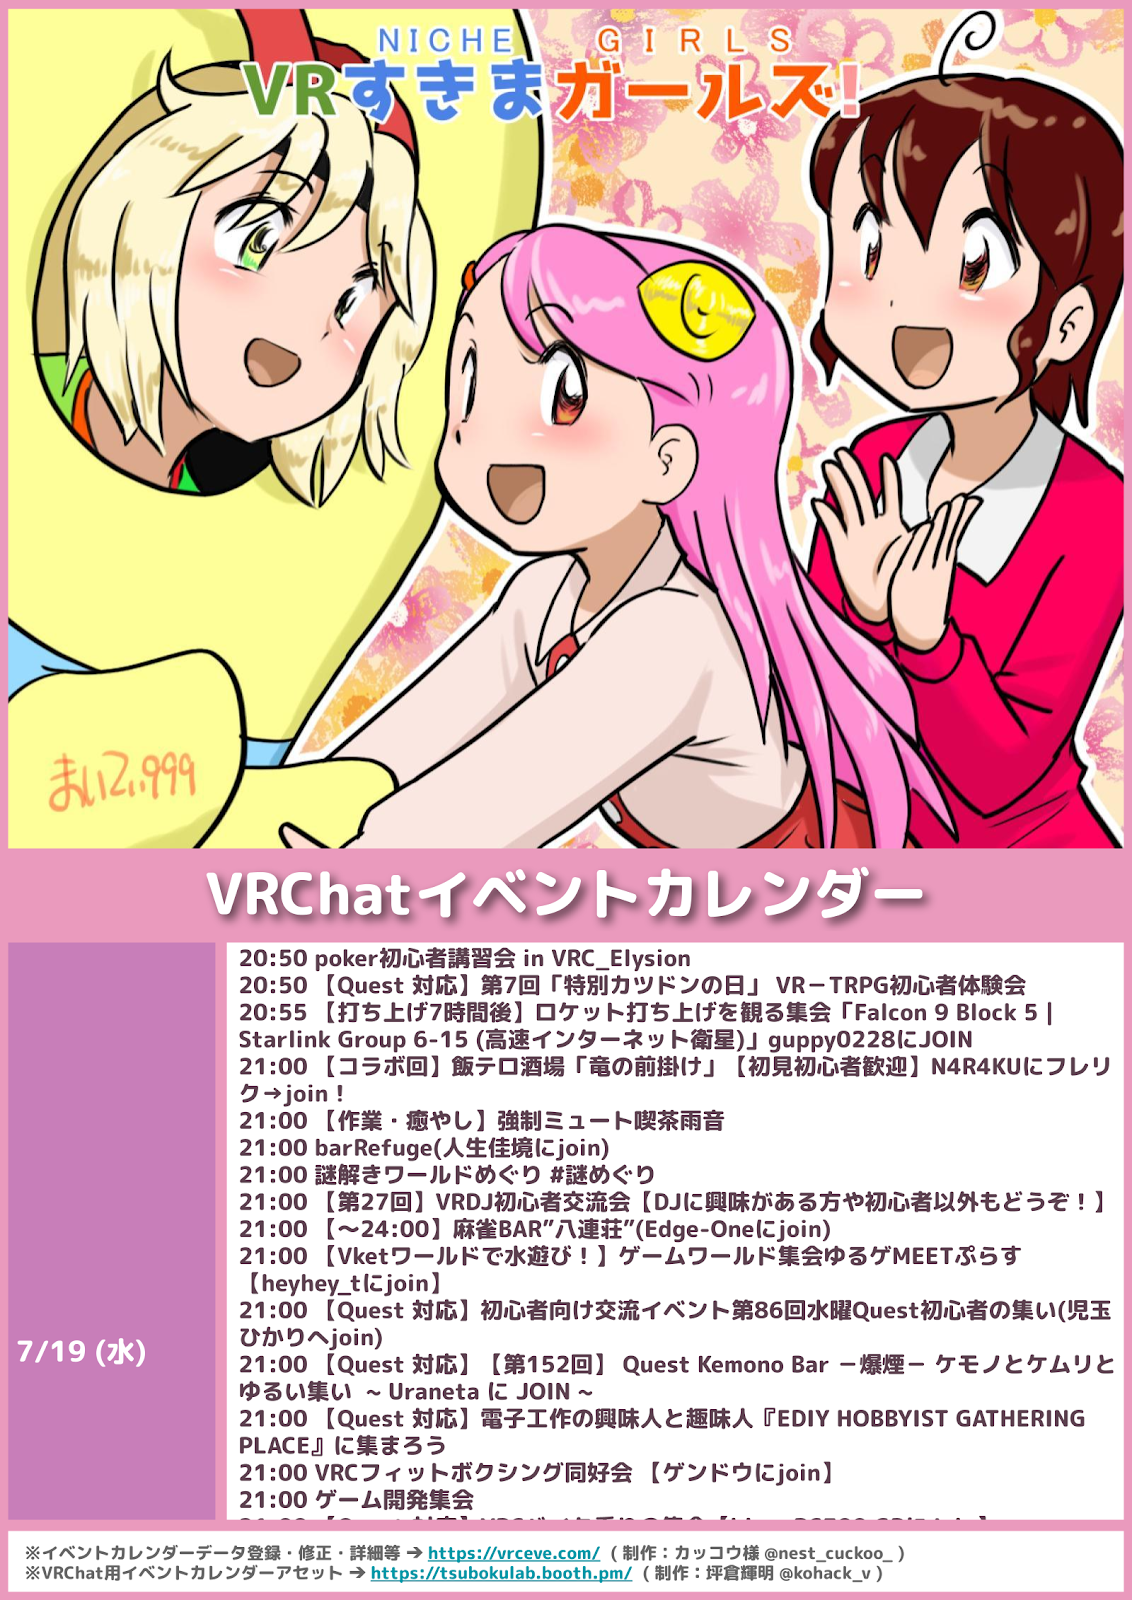 NICHE GIRLS
VRすきまガールズ!
まいてぃ999
VRChatイベントカレンダー
7/19 (水)
20:50 poker初心者講習会 in VRC_Elysion
20:50 【Quest 対応】第7回「特別カツドンの日」 VR－TRPG初心者体験会
20:55 【打ち上げ7時間後】ロケット打ち上げを観る集会「Falcon 9 Block 5 |
Starlink Group 6-15 (高速インターネット衛星)」guppy0228にJOIN
21:00 【コラボ回】飯テロ酒場「竜の前掛け」【初見初心者歓迎】N4R4KUにフレリ
ク→join！
21:00 【作業・癒やし】強制ミュート喫茶雨音
21:00 barRefuge(人生佳境にjoin)
21:00 謎解きワールドめぐり #謎めぐり
21:00 【第27回】VRDJ初心者交流会【DJに興味がある方や初心者以外もどうぞ！】
21:00 【～24:00】麻雀BAR”八連荘”(Edge-Oneにjoin)
21:00 【Vketワールドで水遊び！】ゲームワールド集会ゆるゲMEETぷらす
【heyhey_tにjoin】
21:00 【Quest 対応】初心者向け交流イベント第86回水曜Quest初心者の集い(児玉
ひかりへjoin)
21:00 【Quest 対応】【第152回】 Quest Kemono Bar －爆煙－ ケモノとケムリと
ゆるい集い ～ Uraneta に JOIN ～
21:00 【Quest 対応】電子工作の興味人と趣味人『EDIY HOBBYIST GATHERING
PLACE』に集まろう
21:00 VRCフィットボクシング同好会 【ゲンドウにjoin】
21:00 ゲーム開発集会
※イベントカレンダーデータ登録・修正・詳細等 ➔ https://vrceve.com/ ( 制作：カッコウ様 @nest_cuckoo_ )
※VRChat用イベントカレンダーアセット ➔ https://tsubokulab.booth.pm/ ( 制作：坪倉輝明 @kohack_v )